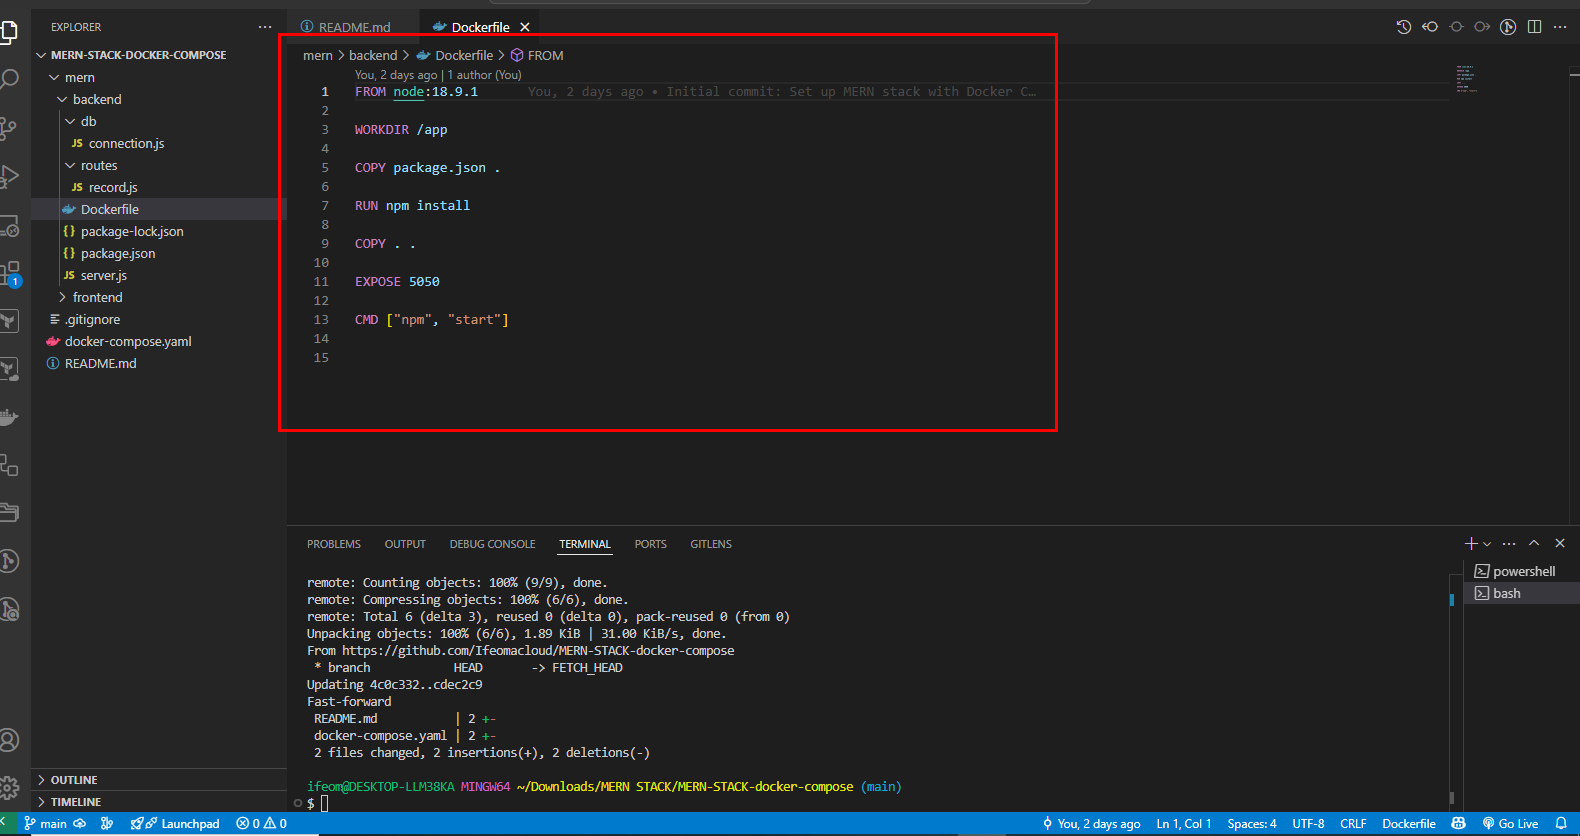 EXPLORER
MERN-STACK-DOCKER-COMPOSE
mern
backend
db
JS connection.js
routes
JS record.js
Dockerfile
{} package-lock.json
{} package.json
JS server.js
frontend
.gitignore
docker-compose.yaml
README.md
OUTLINE
TIMELINE
1
README.md
Dockerfile
mern > backend > Dockerfile > FROM
You, 2 days ago | 1 author (You)
1 FROM node:18.9.1 You, 2 days ago • Initial commit: Set up MERN stack with Docker C…
2
3 WORKDIR /app
4
5 COPY package.json .
6
7 RUN npm install
8
9 COPY . .
10
11 EXPOSE 5050
12
13 CMD ["npm", "start"]
14
15
PROBLEMS OUTPUT DEBUG CONSOLE TERMINAL PORTS GITLENS
remote: Counting objects: 100% (9/9), done.
remote: Compressing objects: 100% (6/6), done.
remote: Total 6 (delta 3), reused 0 (delta 0), pack-reused 0 (from 0)
Unpacking objects: 100% (6/6), 1.89 KiB | 31.00 KiB/s, done.
From https://github.com/Ifeomacloud/MERN-STACK-docker-compose
* branch HEAD -> FETCH_HEAD
Updating 4c0c332..cdec2c9
Fast-forward
README.md | 2 +-
docker-compose.yaml | 2 +-
2 files changed, 2 insertions(+), 2 deletions(-)
ifeom@DESKTOP-LLM38KA MINGW64 ~/Downloads/MERN STACK/MERN-STACK-docker-compose (main)
$
powershell
bash
main Launchpad 0 0 You, 2 days ago Ln 1, Col 1 Spaces: 4 UTF-8 CRLF Dockerfile Go Live